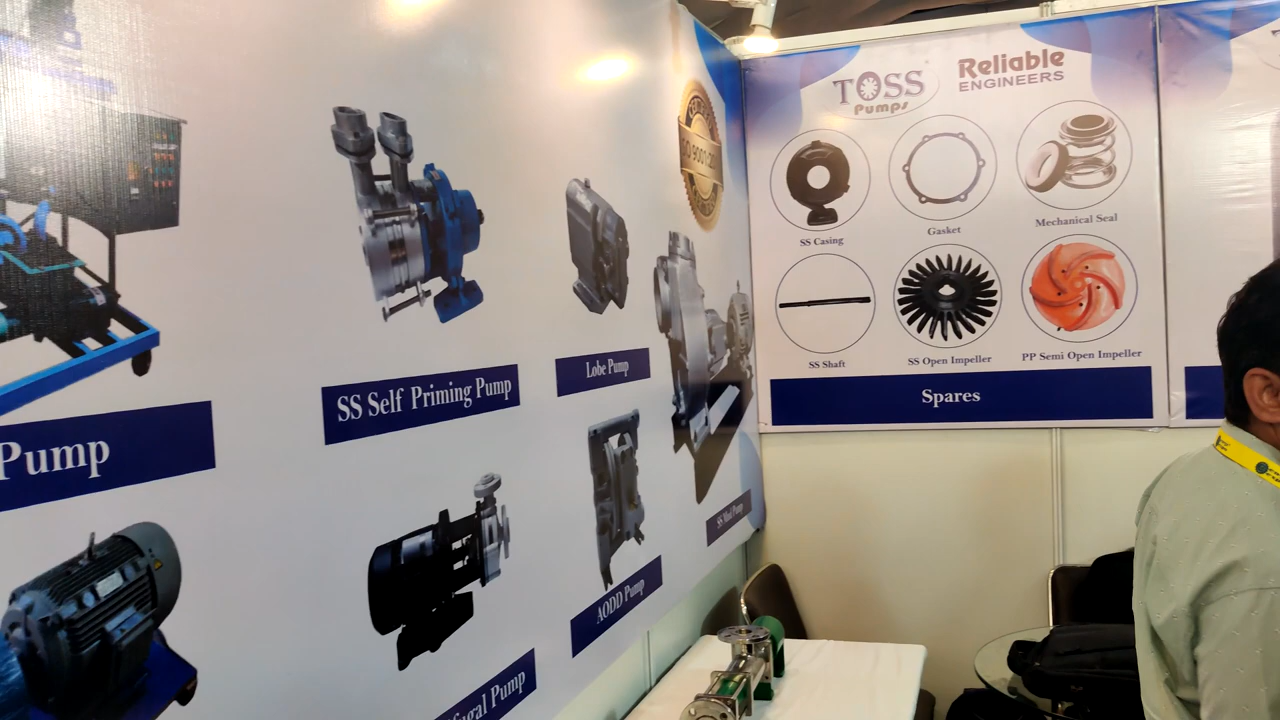 Pump
SS Self Priming Pump
Lobe Pump
AODD Pump
SS Mud Pump
TOSS
Pumps
Reliable
ENGINEERS
SS Casing
Gasket
Mechanical Seal
SS Shaft
SS Open Impeller
PP Semi Open Impeller
Spares